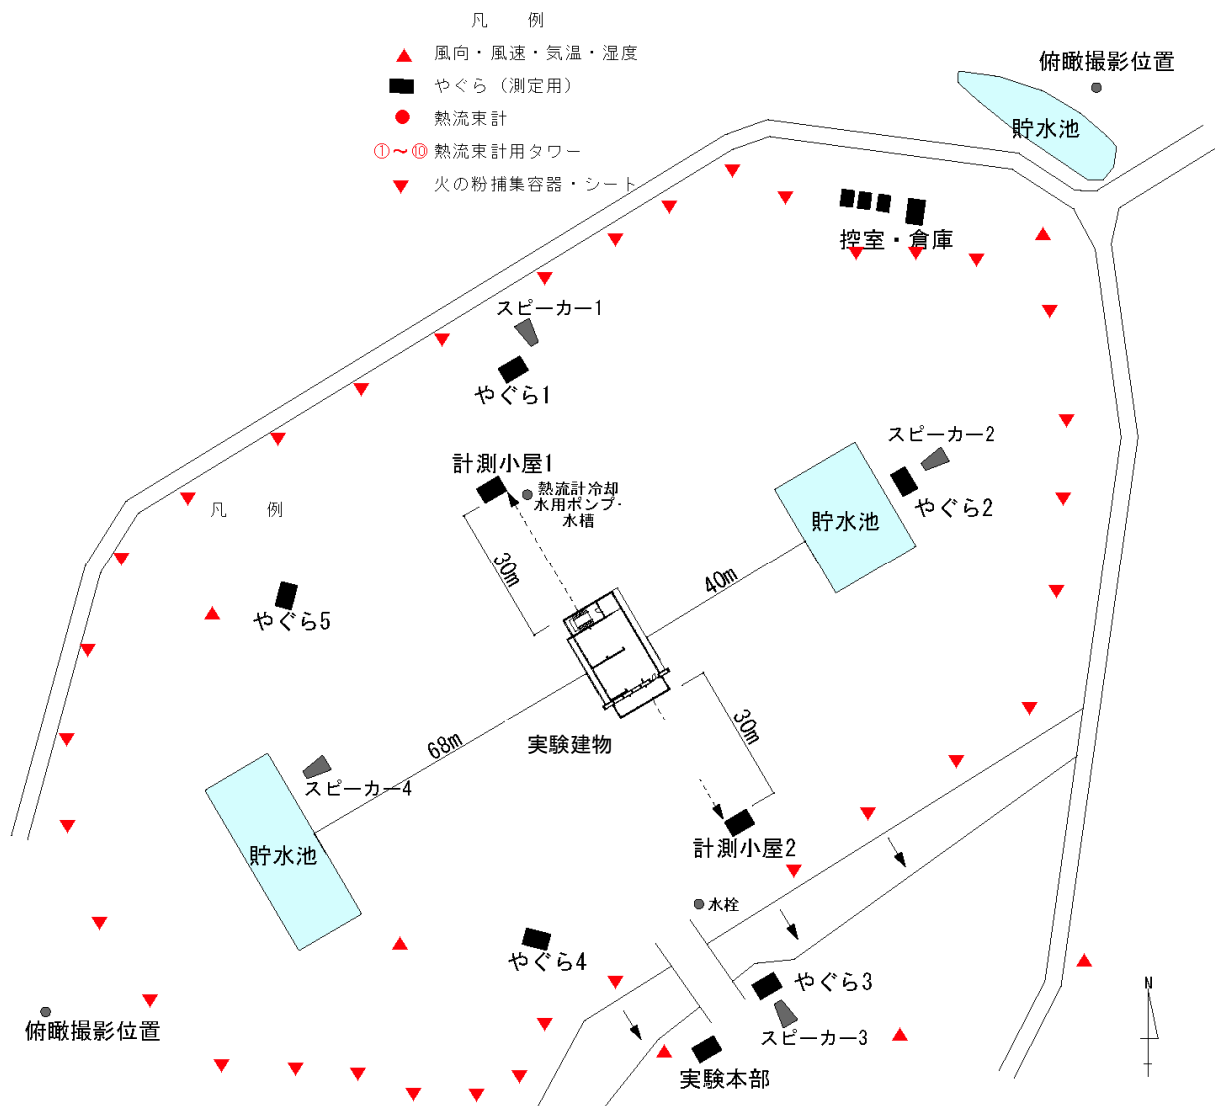 凡　例
風向・風速・気温・湿度
やぐら（測定用）
熱流束計
①～⑩ 熱流束計用タワー
火の粉捕集容器・シート
俯瞰撮影位置
貯水池
控室・倉庫
スピーカー1
やぐら1
スピーカー2
やぐら2
計測小屋1
熱流計冷却
水用ポンプ・
水槽
貯水池
凡　例
30m
40m
やぐら5
30m
68m
実験建物
スピーカー4
計測小屋2
貯水池
水栓
やぐら4
やぐら3
N
俯瞰撮影位置
スピーカー3
実験本部